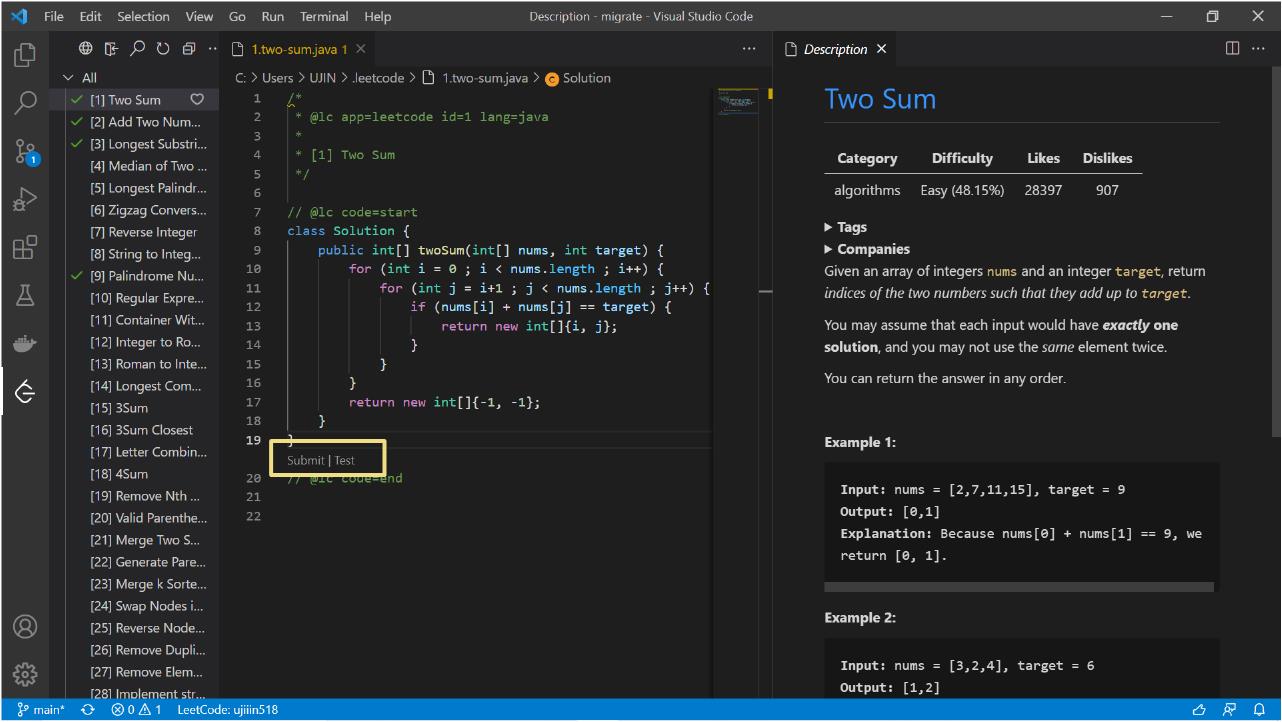 File Edit Selection View Go Run Terminal Help Description - migrate - Visual Studio Code
1.two-sum.java 1
Description
All
C: > Users > UJIN > .leetcode > 1.two-sum.java > Solution
[1] Two Sum
[2] Add Two Num...
[3] Longest Substri...
[4] Median of Two ...
[5] Longest Palindr...
[6] Zigzag Convers...
[7] Reverse Integer
[8] String to Integ...
[9] Palindrome Nu...
[10] Regular Expre...
[11] Container Wit...
[12] Integer to Ro...
[13] Roman to Inte...
[14] Longest Com...
[15] 3Sum
[16] 3Sum Closest
[17] Letter Combin...
[18] 4Sum
[19] Remove Nth ...
[20] Valid Parenthe...
[21] Merge Two S...
[22] Generate Pare...
[23] Merge k Sorte...
[24] Swap Nodes i...
[25] Reverse Node...
[26] Remove Dupli...
[27] Remove Elem...
[28] Implement str...
1 /*
2 * @lc app=leetcode id=1 lang=java
3 *
4 * [1] Two Sum
5 */
6
7 // @lc code=start
8 class Solution {
9 public int[] twoSum(int[] nums, int target) {
10 for (int i = 0 ; i < nums.length ; i++) {
11 for (int j = i+1 ; j < nums.length ; j++) {
12 if (nums[i] + nums[j] == target) {
13 return new int[]{i, j};
14 }
15 }
16 }
17 return new int[]{-1, -1};
18 }
19 }
Submit | Test
20 // @lc code=end
21
22
Two Sum
Category Difficulty Likes Dislikes
algorithms Easy (48.15%) 28397 907
Tags
Companies
Given an array of integers nums and an integer target, return
indices of the two numbers such that they add up to target.
You may assume that each input would have exactly one
solution, and you may not use the same element twice.
You can return the answer in any order.
Example 1:
Input: nums = [2,7,11,15], target = 9
Output: [0,1]
Explanation: Because nums[0] + nums[1] == 9, we
return [0, 1].
Example 2:
Input: nums = [3,2,4], target = 6
Output: [1,2]
1
main* 0 1 LeetCode: ujiiin518